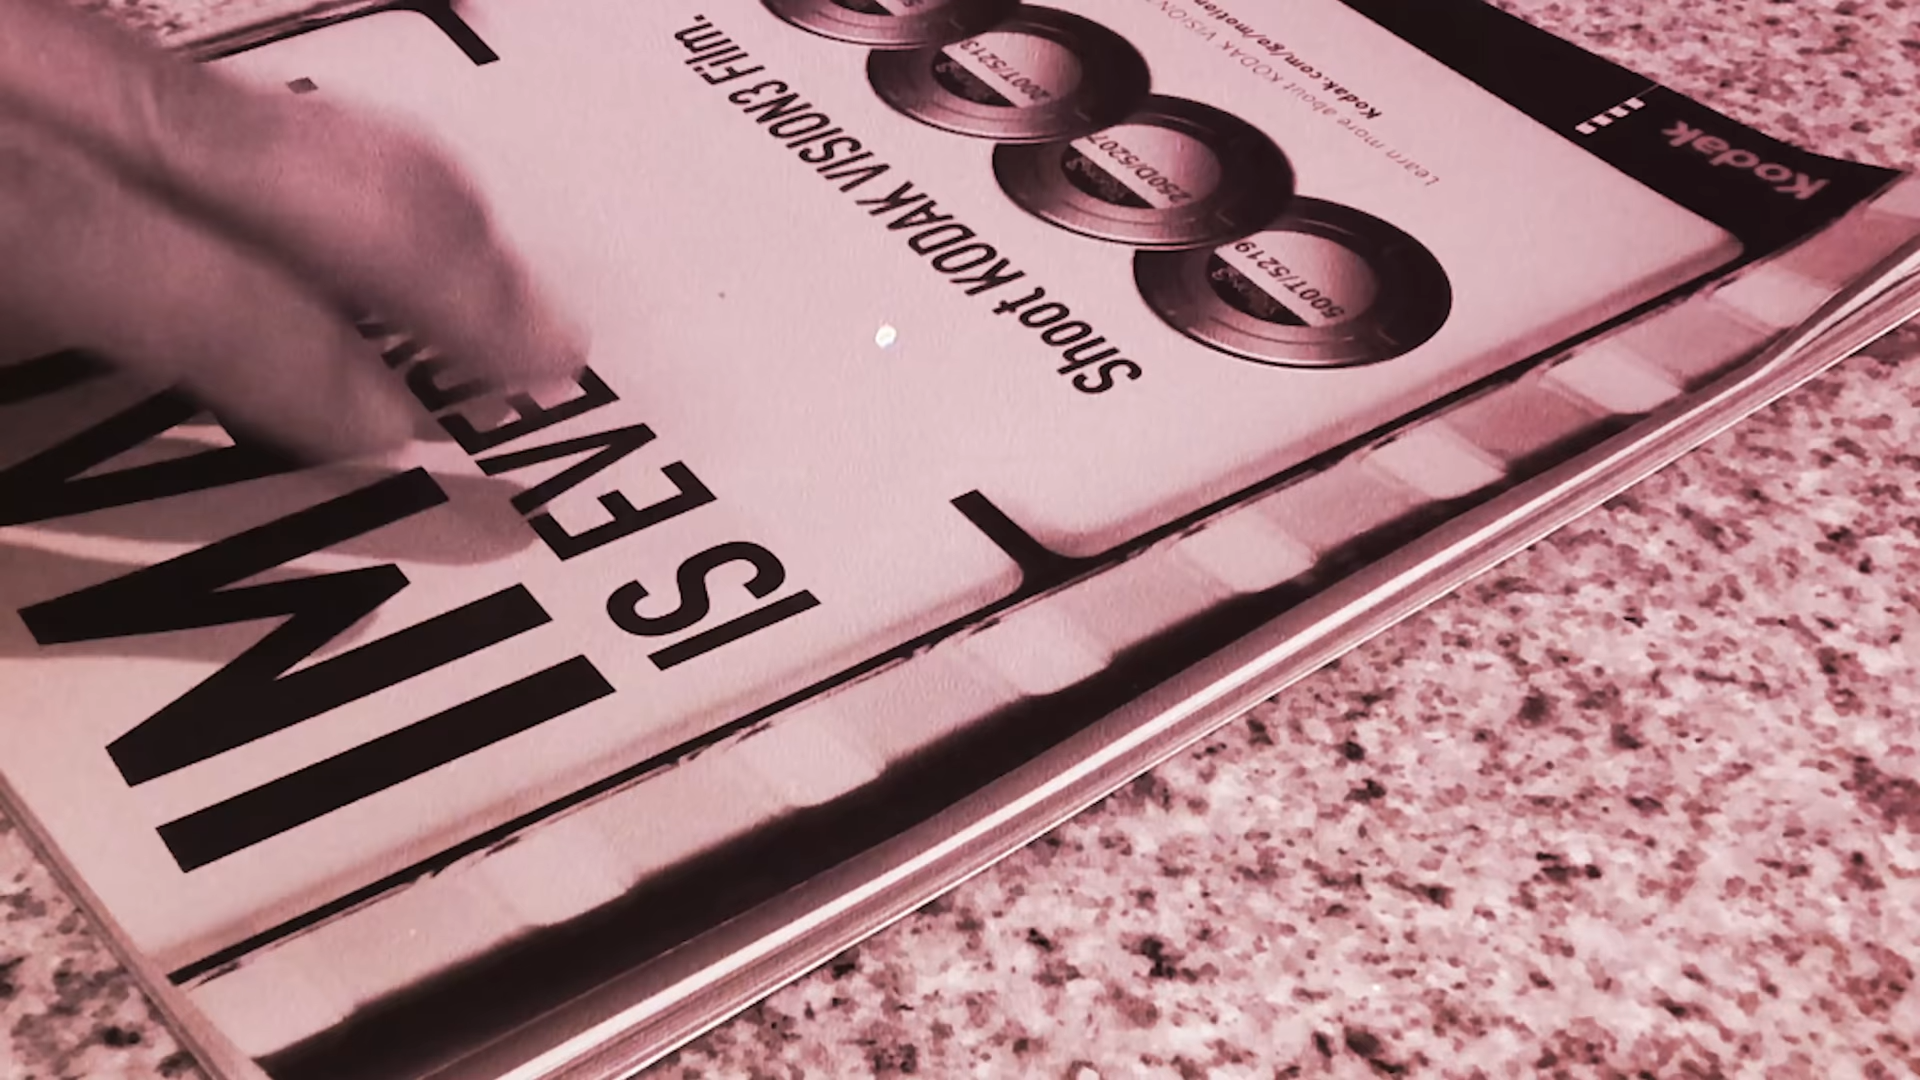 IM
IS EVE
Shoot KODAK VISION3 Film.
500T/5219
250D/5207
200T/5213
Learn more about KODAK VISION
Kodak.com/go/motion
Kodak